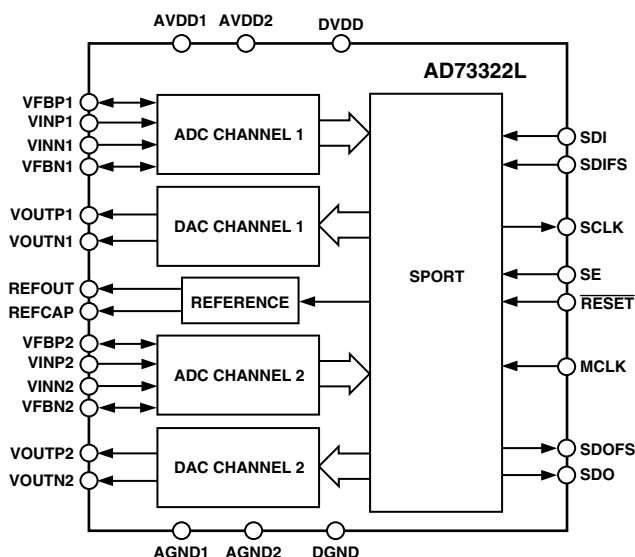 AVDD1
AVDD2
DVDD
AD73322L
VFBP1
VINP1
VINN1
VFBN1
ADC CHANNEL 1
VOUTP1
VOUTN1
DAC CHANNEL 1
REFOUT
REFCAP
REFERENCE
VFBP2
VINP2
VINN2
VFBN2
ADC CHANNEL 2
VOUTP2
VOUTN2
DAC CHANNEL 2
SPORT
SDI
SDIFS
SCLK
SE
RESET
MCLK
SDOFS
SDO
AGND1
AGND2
DGND